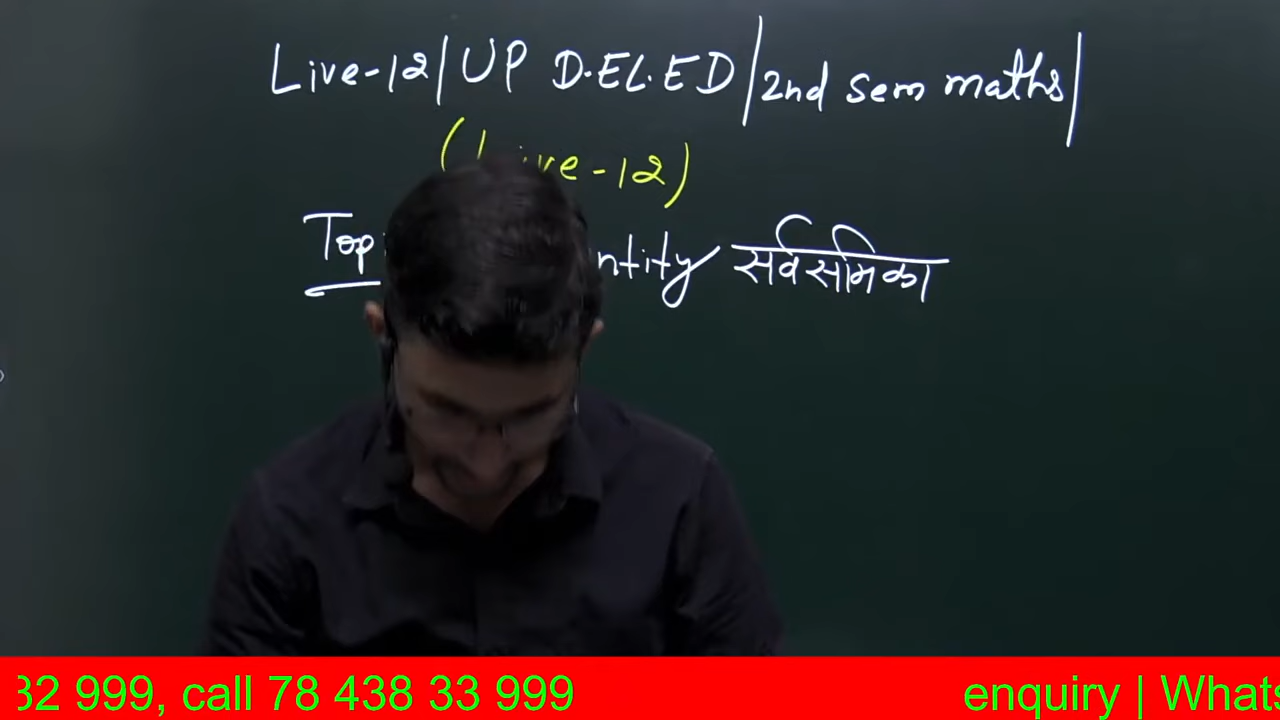 Live-12| UP D.EL.ED |2nd sem maths|
(Live-12)
Top ntity सर्वसमिका
32 999, call 78 438 33 999 enquiry | Whats